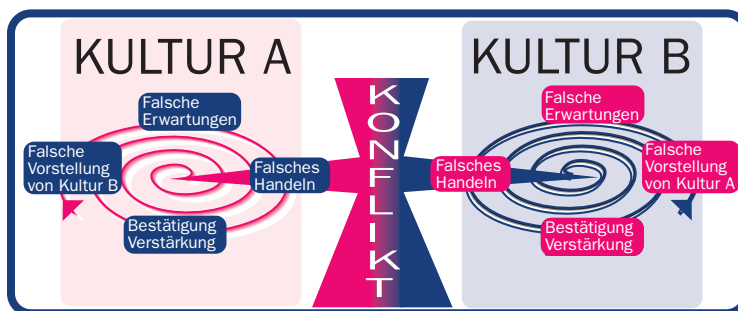 KULTUR A
Falsche
Erwartungen
Falsche
Vorstellung
von Kultur B
Falsches
Handeln
Bestätigung
Verstärkung
KONFLIKT
KULTUR B
Falsche
Erwartungen
Falsches
Handeln
Falsche
Vorstellung
von Kultur A
Bestätigung
Verstärkung